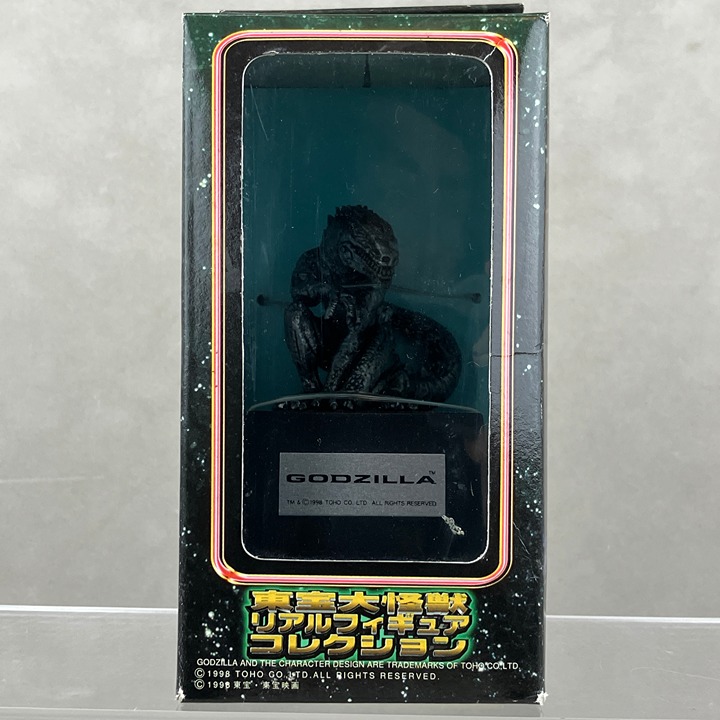 GODZILLA™
TM & ©1998 TOHO CO. LTD. ALL RIGHTS RESERVED
東宝大怪獣
リアルフィギュア
コレクション
GODZILLA AND THE CHARACTER DESIGN ARE TRADEMARKS OF TOHO CO.,LTD.
©1998 TOHO CO.,LTD. ALL RIGHTS RESERVED.
©1998 東宝・東宝映画